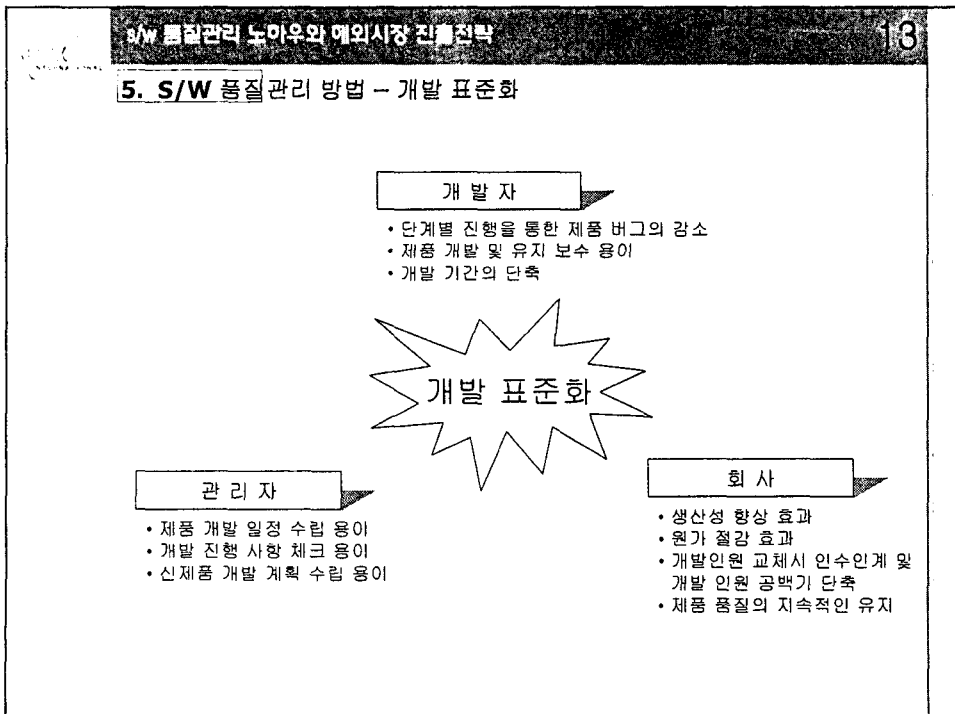 s/w 품질관리 노하우와 해외시장 진출전략
13
5. S/W 품질관리 방법 – 개발 표준화
개 발 자
• 단계별 진행을 통한 제품 버그의 감소
• 제품 개발 및 유지 보수 용이
• 개발 기간의 단축
개발 표준화
관 리 자
• 제품 개발 일정 수립 용이
• 개발 진행 사항 체크 용이
• 신제품 개발 계획 수립 용이
회 사
• 생산성 향상 효과
• 원가 절감 효과
• 개발인원 교체시 인수인계 및
개발 인원 공백기 단축
• 제품 품질의 지속적인 유지